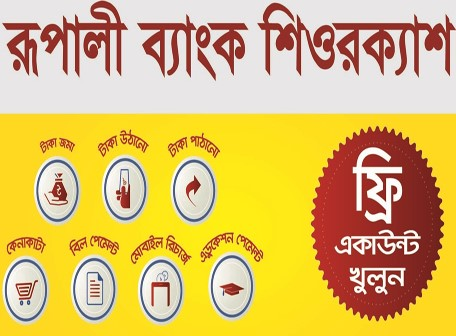 রূপালী ব্যাংক শিওরক্যাশ
টাকা জমা
টাকা উঠানো
টাকা পাঠানো
কেনাকাটা
বিল পেমেন্ট
মোবাইল রিচার্জ
এডুকেশন পেমেন্ট
ফ্রি
একাউন্ট
খুলুন